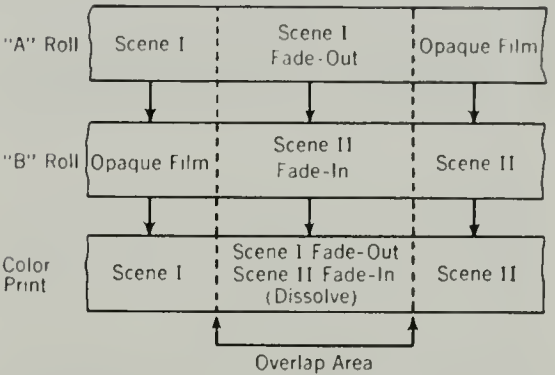 "A" Roll
Scene I
Scene I
Fade-Out
Opaque Film
"B" Roll
Opaque Film
Scene II
Fade-In
Scene II
Color
Print
Scene I
Scene I Fade-Out
Scene II Fade-In
(Dissolve)
Scene II
Overlap Area